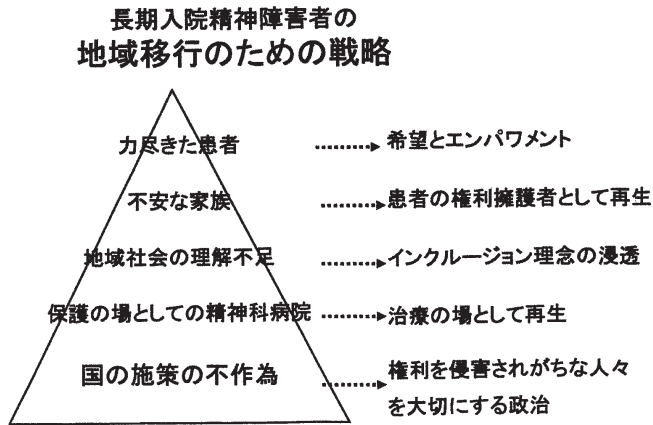 長期入院精神障害者の
地域移行のための戦略
力尽きた患者
希望とエンパワメント
不安な家族
患者の権利擁護者として再生
地域社会の理解不足
インクルージョン理念の浸透
保護の場としての精神科病院
治療の場として再生
国の施策の不作為
権利を侵害されがちな人々
を大切にする政治